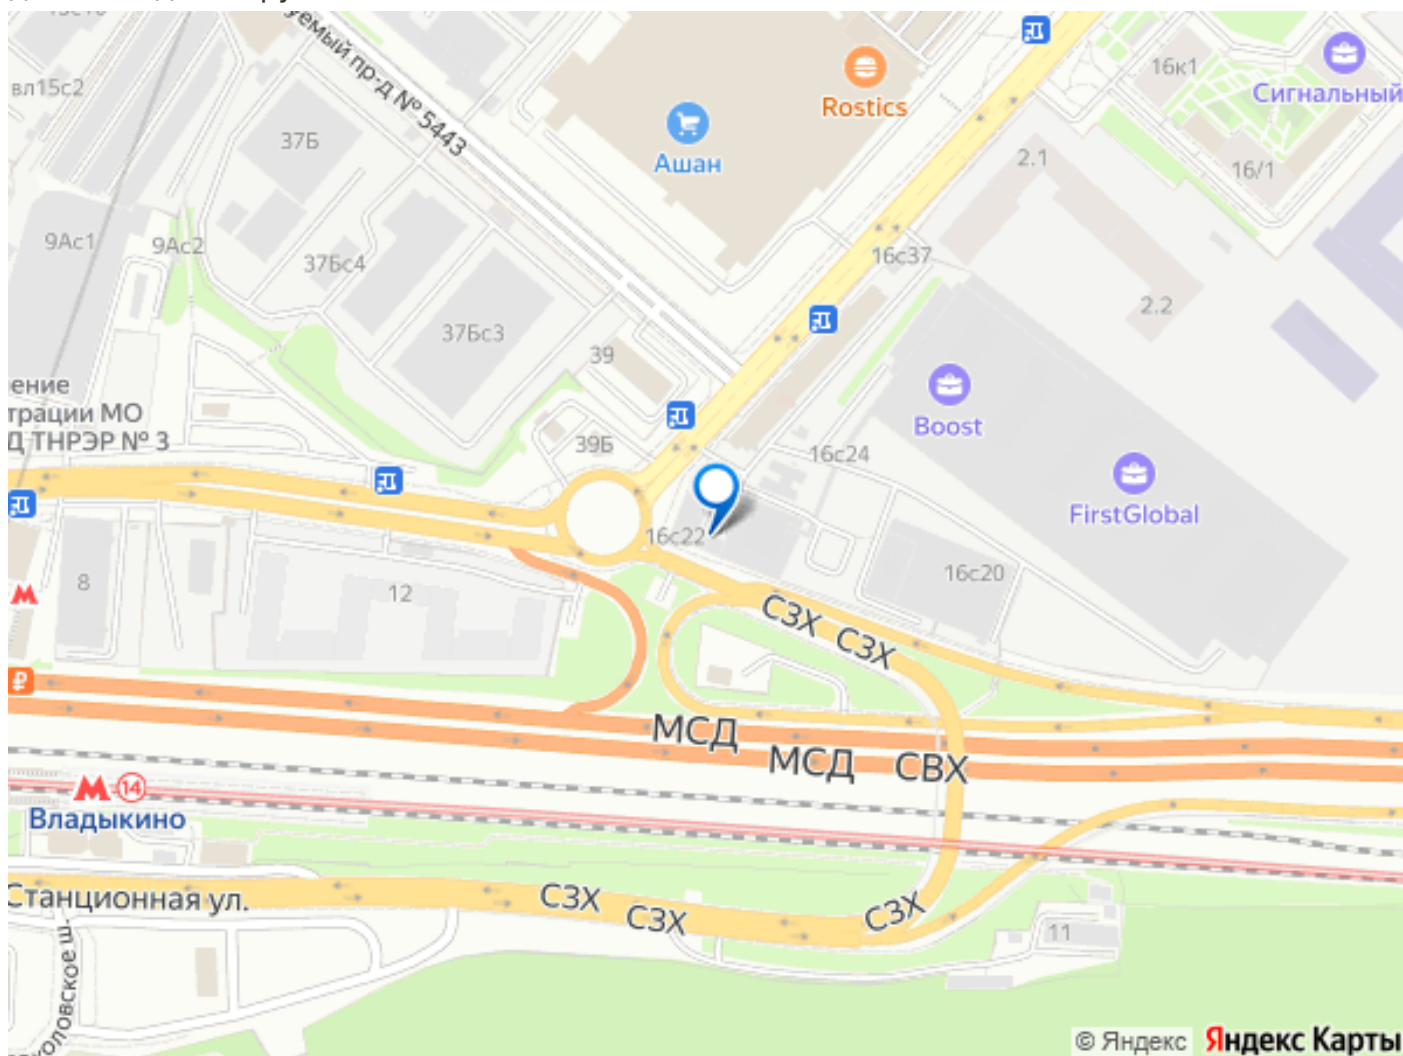 вл15с2
уемый пр-д № 5443
Rostics
16к1
Сигнальный
37Б
Ашан
2.1
16/1
9Ас1
9Ас2
37Бс4
16с37
2.2
37Бс3
39
ение
трации МО
Д ТНРЭР № 3
Boost
39Б
16с24
FirstGlobal
16с22
8
12
16с20
СЗХ СЗХ
МСД
МСД СВХ
14
Владыкино
Станционная ул.
СЗХ
СЗХ
СЗХ
11
© Яндекс Яндекс Карты